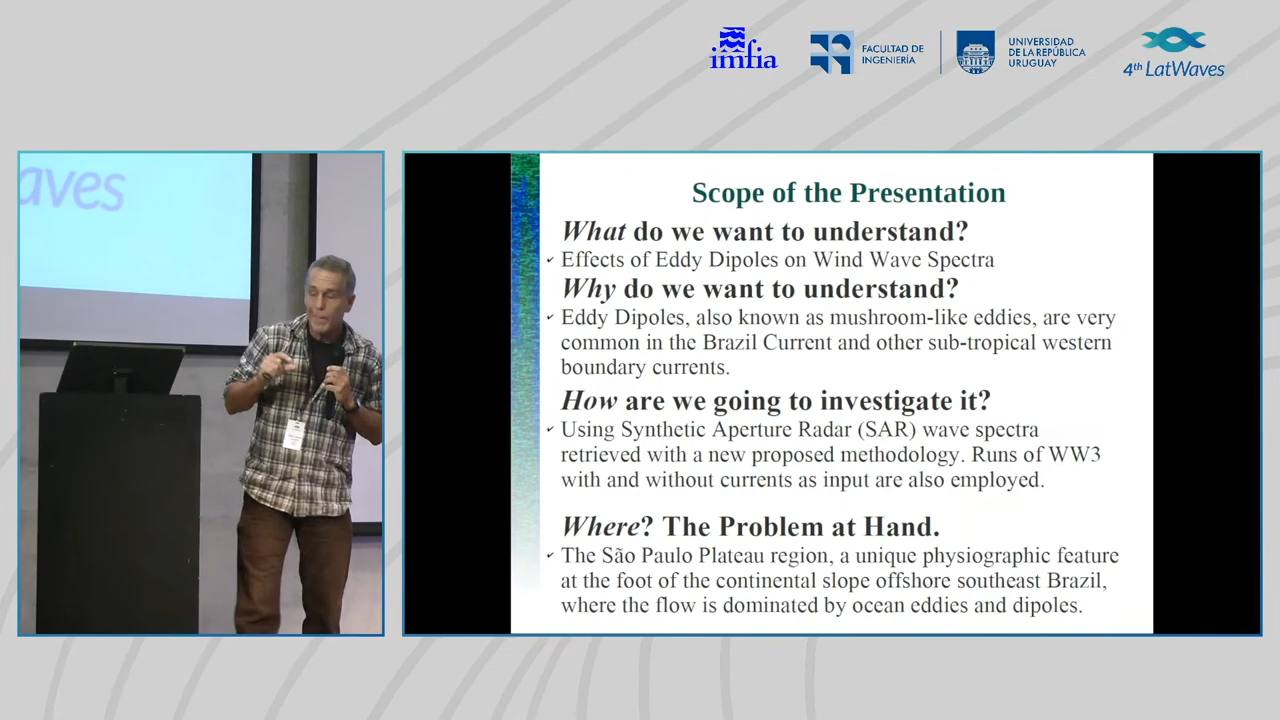 imfia
FACULTAD DE
INGENIERÍA
UNIVERSIDAD
DE LA REPÚBLICA
URUGUAY
4th LatWaves
aves
Scope of the Presentation
What do we want to understand?
✓ Effects of Eddy Dipoles on Wind Wave Spectra
Why do we want to understand?
✓ Eddy Dipoles, also known as mushroom-like eddies, are very
common in the Brazil Current and other sub-tropical western
boundary currents.
How are we going to investigate it?
✓ Using Synthetic Aperture Radar (SAR) wave spectra
retrieved with a new proposed methodology. Runs of WW3
with and without currents as input are also employed.
Where? The Problem at Hand.
✓ The São Paulo Plateau region, a unique physiographic feature
at the foot of the continental slope offshore southeast Brazil,
where the flow is dominated by ocean eddies and dipoles.